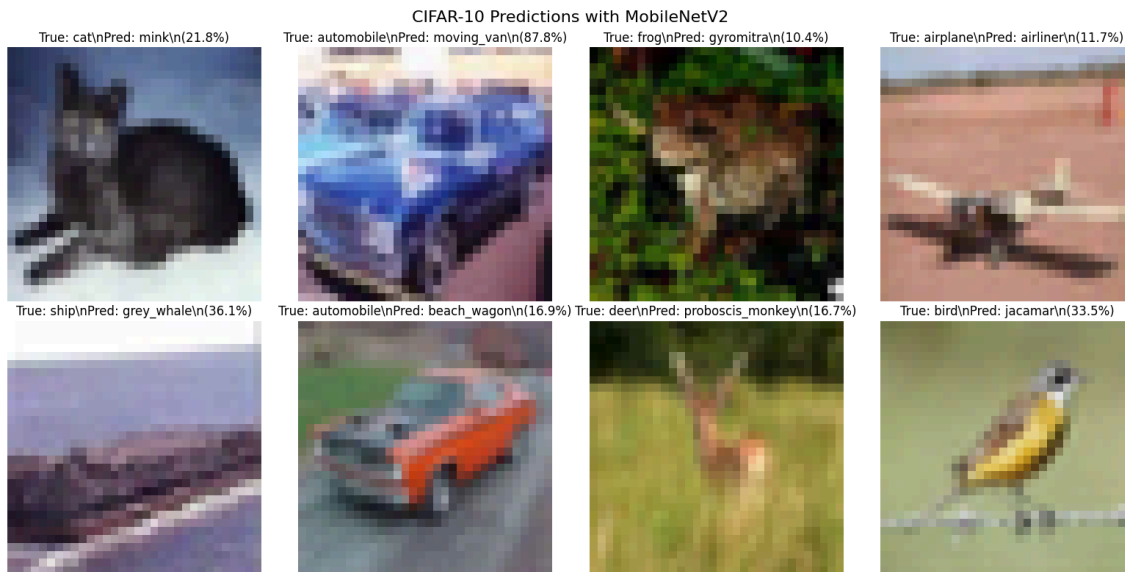 CIFAR-10 Predictions with MobileNetV2
True: cat\nPred: mink\n(21.8%)
True: automobile\nPred: moving_van\n(87.8%)
True: frog\nPred: gyromitra\n(10.4%)
True: airplane\nPred: airliner\n(11.7%)
True: ship\nPred: grey_whale\n(36.1%)
True: automobile\nPred: beach_wagon\n(16.9%)
True: deer\nPred: proboscis_monkey\n(16.7%)
True: bird\nPred: jacamar\n(33.5%)